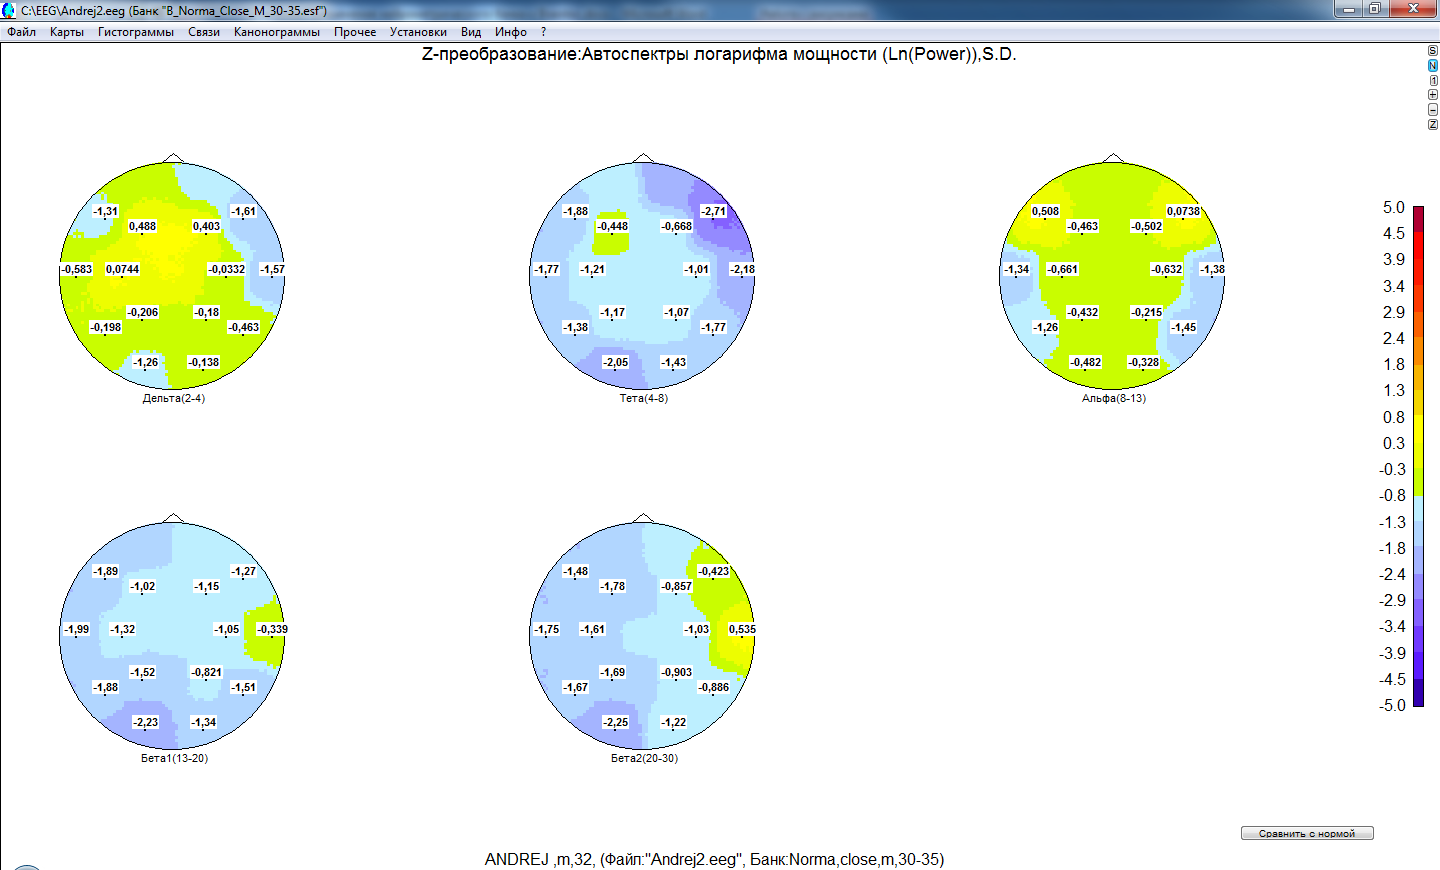 C:\EEG\Andrej2.eeg (Банк "B_Norma_Close_M_30-35.esf")
Файл Карты Гистограммы Связи Канонограммы Прочее Установки Вид Инфо ?
Z-преобразование:Автоспектры логарифма мощности (Ln(Power)),S.D.
S
N
1
+
−
Z
-1,31 -1,61
0,488 0,403
-0,583 0,0744 -0,0332 -1,57
-0,206 -0,18
-0,198 -0,463
-1,26 -0,138
Дельта(2-4)
-1,88 -2,71
-0,448 -0,668
-1,77 -1,21 -1,01 -2,18
-1,17 -1,07
-1,38 -1,77
-2,05 -1,43
Тета(4-8)
0,508 0,0738
-0,463 -0,502
-1,34 -0,661 -0,632 -1,38
-0,432 -0,215
-1,26 -1,45
-0,482 -0,328
Альфа(8-13)
5.0
4.5
3.9
3.4
2.9
2.4
1.8
1.3
0.8
0.3
-0.3
-0.8
-1.3
-1.8
-2.4
-2.9
-3.4
-3.9
-4.5
-5.0
-1,89 -1,27
-1,02 -1,15
-1,99 -1,32 -1,05 -0,339
-1,52 -0,821
-1,88 -1,51
-2,23 -1,34
Бета1(13-20)
-1,48 -0,423
-1,78 -0,857
-1,75 -1,61 -1,03 0,535
-1,69 -0,903
-1,67 -0,886
-2,25 -1,22
Бета2(20-30)
Сравнить с нормой
ANDREJ ,m,32, (Файл:"Andrej2.eeg", Банк:Norma,close,m,30-35)